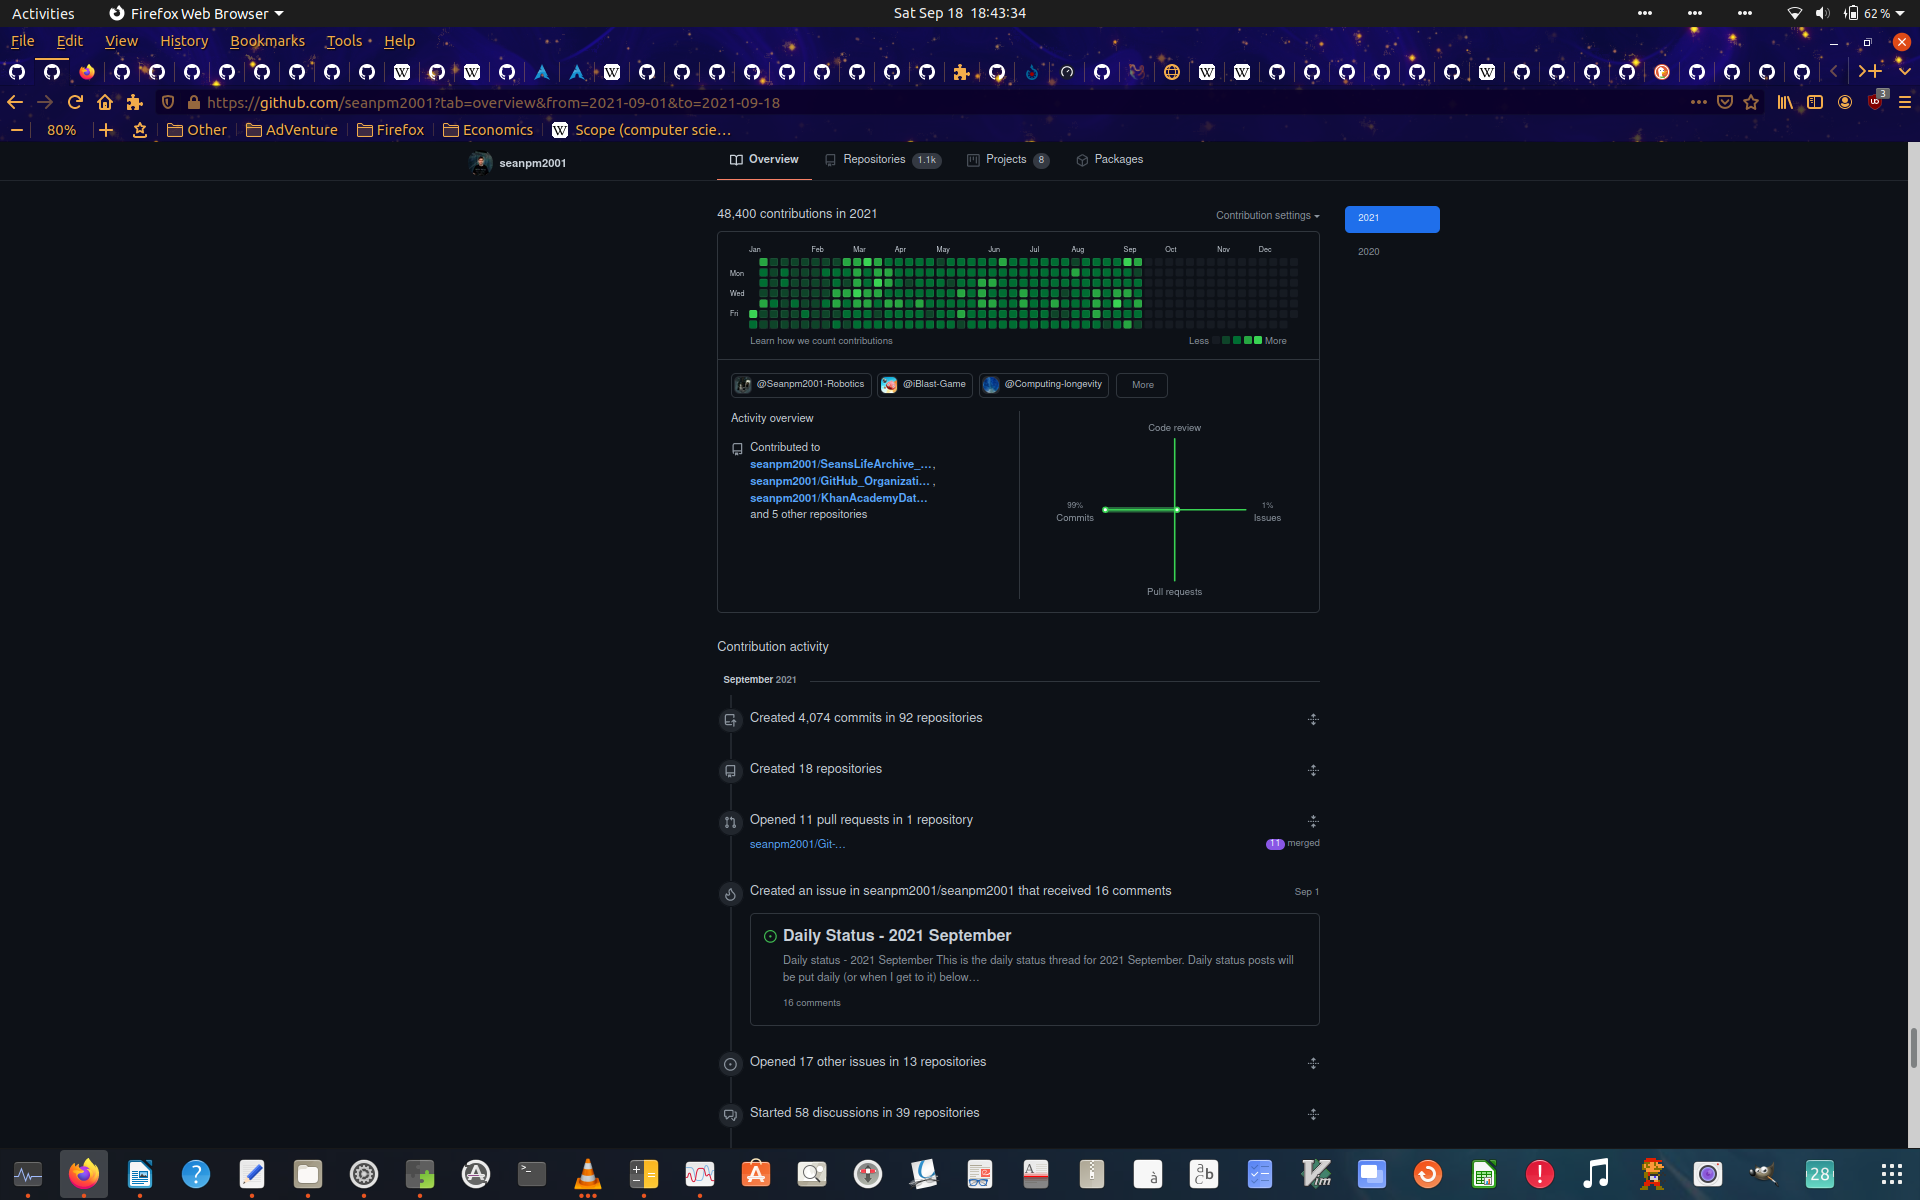 Activities Firefox Web Browser Sat Sep 18 18:43:34 62 %
File Edit View History Bookmarks Tools Help
https://github.com/seanpm2001?tab=overview&from=2021-09-01&to=2021-09-18 3
80% Other AdVenture Firefox Economics Scope (computer scie…
seanpm2001 Overview Repositories 1.1k Projects 8 Packages
48,400 contributions in 2021 Contribution settings 2021
2020
Jan Feb Mar Apr May Jun Jul Aug Sep Oct Nov Dec
Mon
Wed
Fri
Learn how we count contributions Less More
@Seanpm2001-Robotics @iBlast-Game @Computing-longevity More
Activity overview
Code review
Contributed to
seanpm2001/SeansLifeArchive_…,
seanpm2001/GitHub_Organizati… ,
seanpm2001/KhanAcademyDat…
and 5 other repositories
99% Commits
1% Issues
Pull requests
Contribution activity
September 2021
Created 4,074 commits in 92 repositories
Created 18 repositories
Opened 11 pull requests in 1 repository
seanpm2001/Git-… 11 merged
Created an issue in seanpm2001/seanpm2001 that received 16 comments Sep 1
Daily Status - 2021 September
Daily status - 2021 September This is the daily status thread for 2021 September. Daily status posts will
be put daily (or when I get to it) below…
16 comments
Opened 17 other issues in 13 repositories
Started 58 discussions in 39 repositories
28